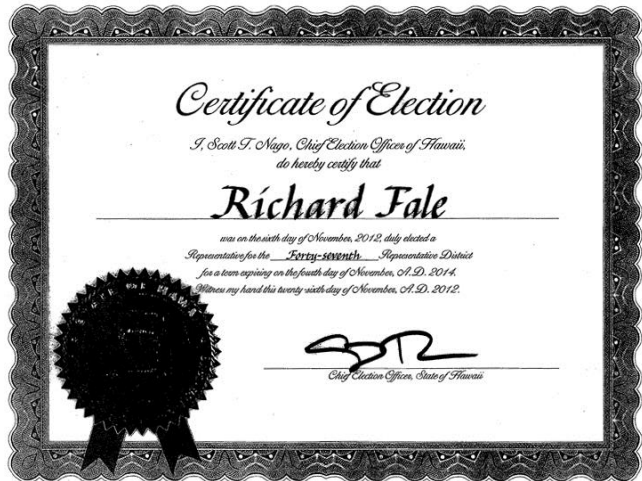 Certificate of Election
I, Scott T. Nago, Chief Election Officer of Hawaii,
do hereby certify that
Richard Fale
was on the sixth day of November, 2012, duly elected a
Representative for the Forty-seventh Representative District
for a term expiring on the fourth day of November, A.D. 2014.
Witness my hand this twenty-sixth day of November, A.D. 2012.
Chief Election Officer, State of Hawaii